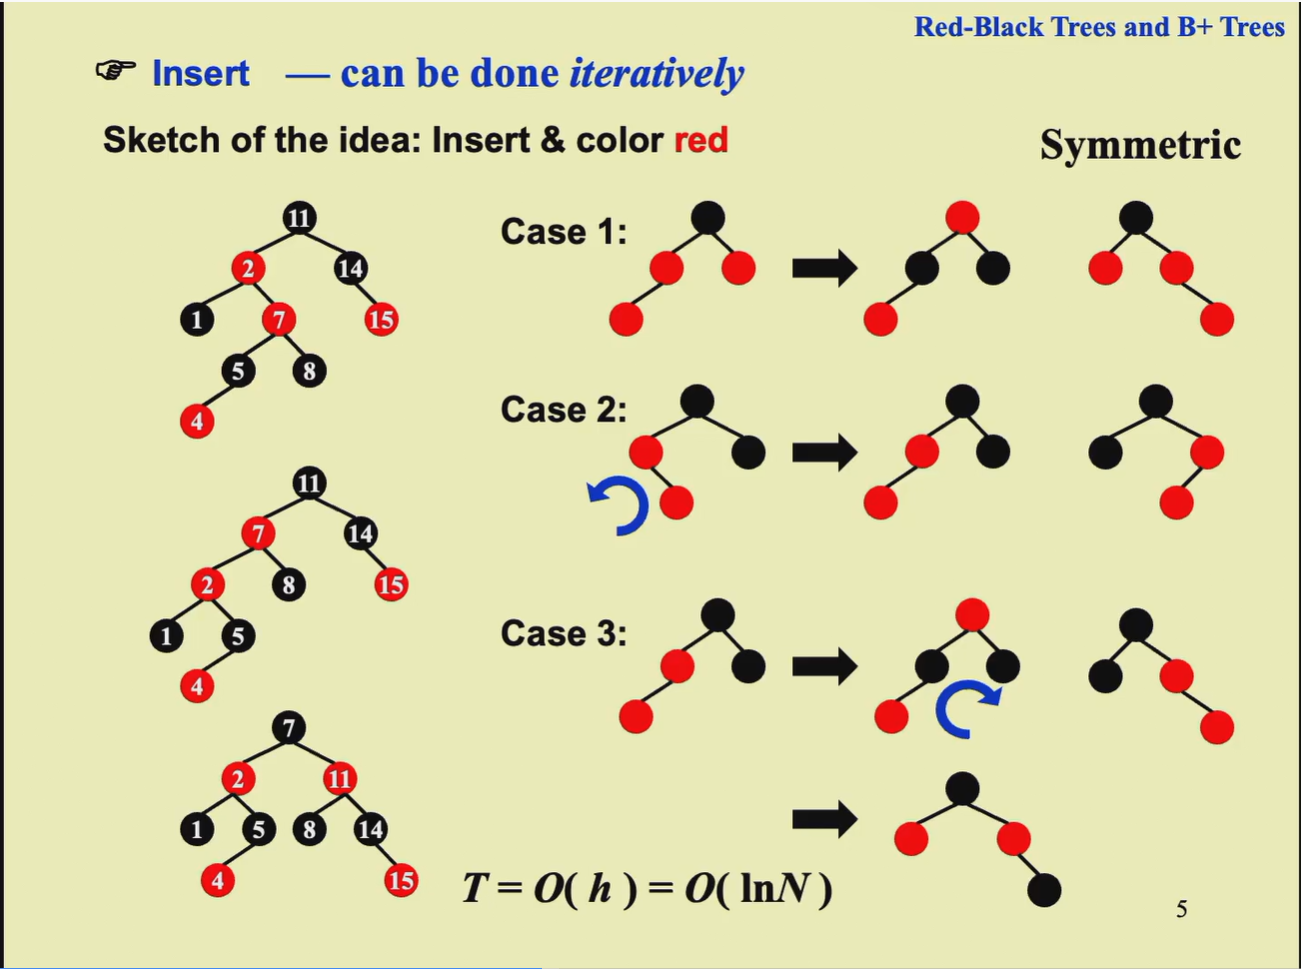 Red-Black Trees and B+ Trees
☞ Insert — can be done iteratively
Sketch of the idea: Insert & color red
Symmetric
11
2 14
1 7 15
5 8
4
11
7 14
2 8 15
1 5
4
7
2 11
1 5 8 14
4 15
Case 1:
Case 2:
Case 3:
T = O( h ) = O( lnN )
5